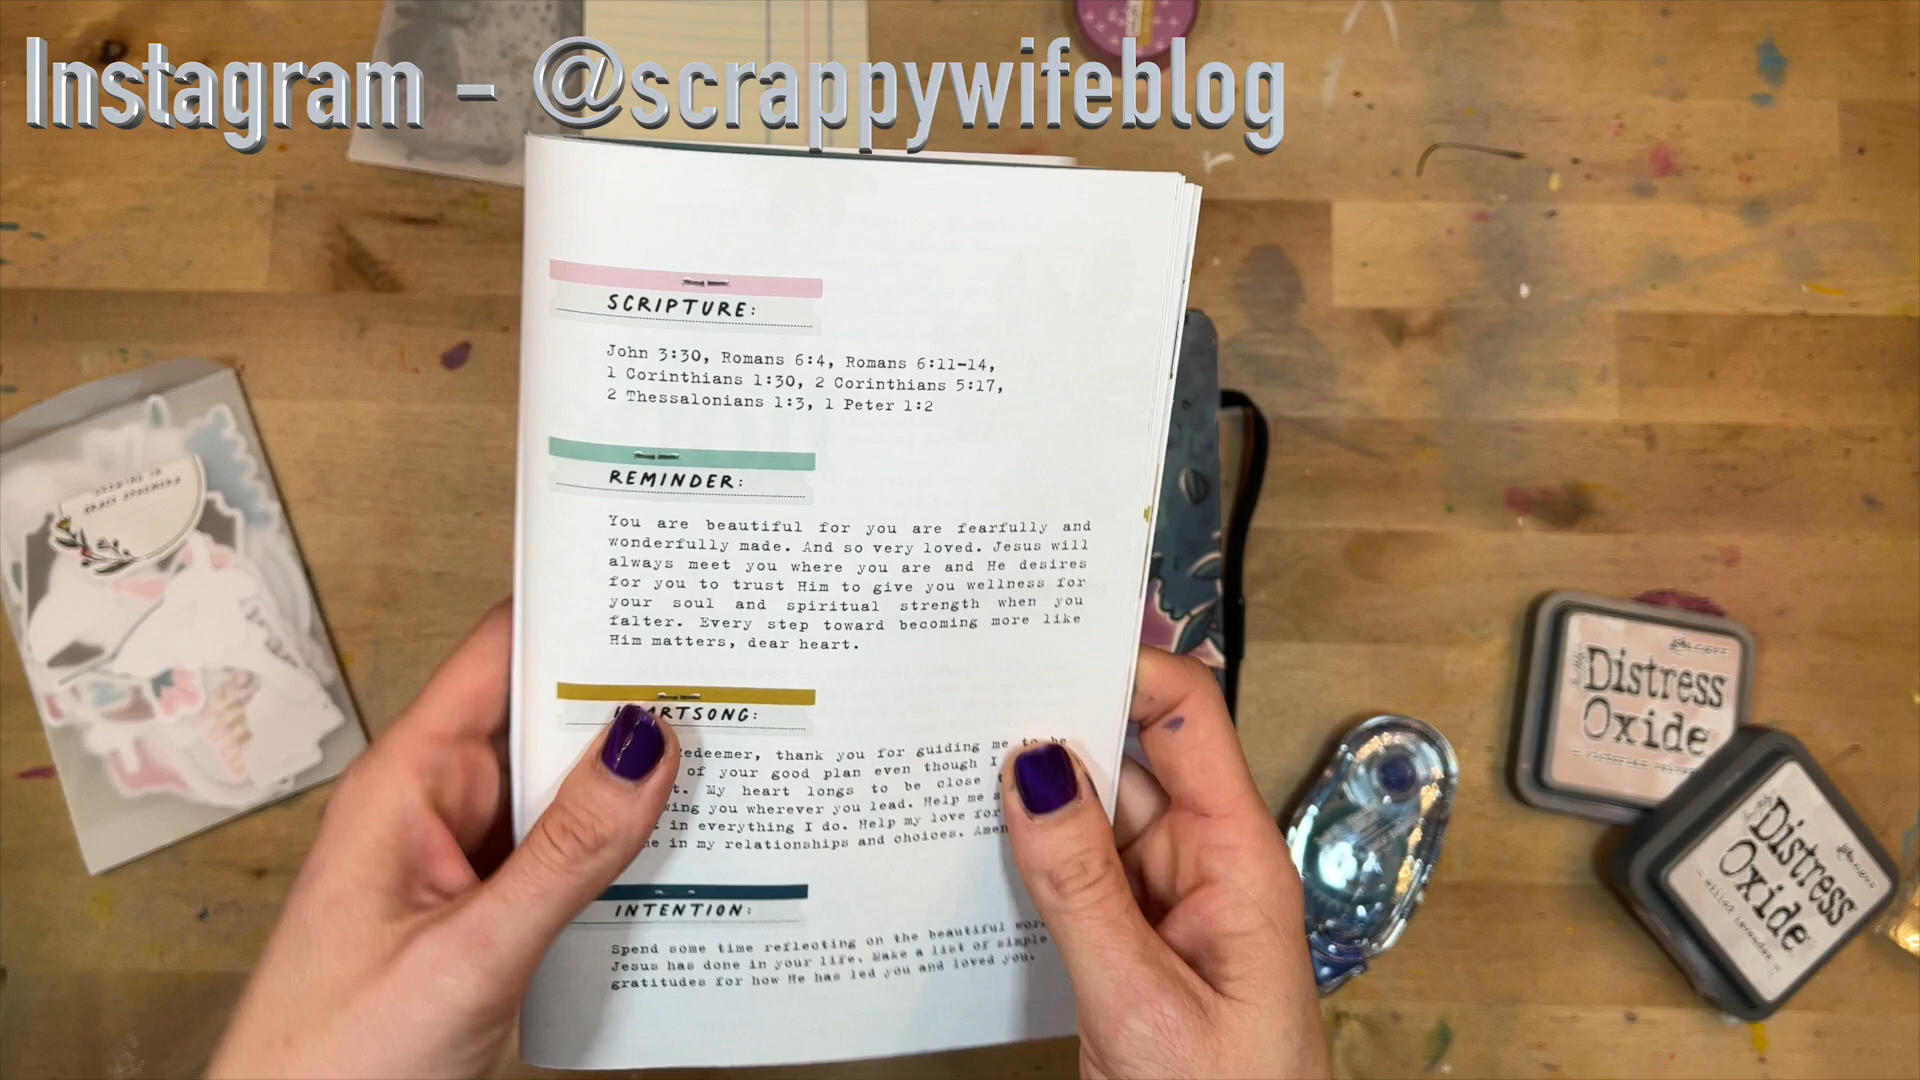 Instagram - @scrappywifeblog
SCRIPTURE:
John 3:30, Romans 6:4, Romans 6:11-14,
1 Corinthians 1:30, 2 Corinthians 5:17,
2 Thessalonians 1:3, 1 Peter 1:2
REMINDER:
You are beautiful for you are fearfully and
wonderfully made. And so very loved. Jesus will
always meet you where you are and He desires
for you to trust Him to give you wellness for
your soul and spiritual strength when you
falter. Every step toward becoming more like
Him matters, dear heart.
ARTSONG:
edeemer, thank you for guiding me to be
of your good plan even though I
My heart longs to be close
wing you wherever you lead. Help me
in everything I do. Help my love for
in my relationships and choices. Amen
INTENTION:
Spend some time reflecting on the beautiful
Jesus has done in your life. Make a list of simple
gratitudes for how He has led you and loved you.
Distress
Oxide
Distress
Oxide